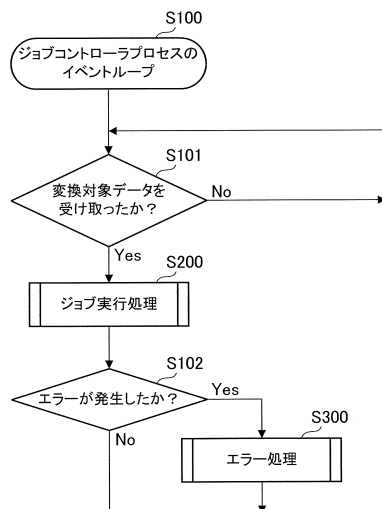 S100
ジョブコントローラプロセスの
イベントループ
S101
変換対象データを
受け取ったか？
No
Yes
S200
ジョブ実行処理
S102
エラーが発生したか？
Yes
No
S300
エラー処理